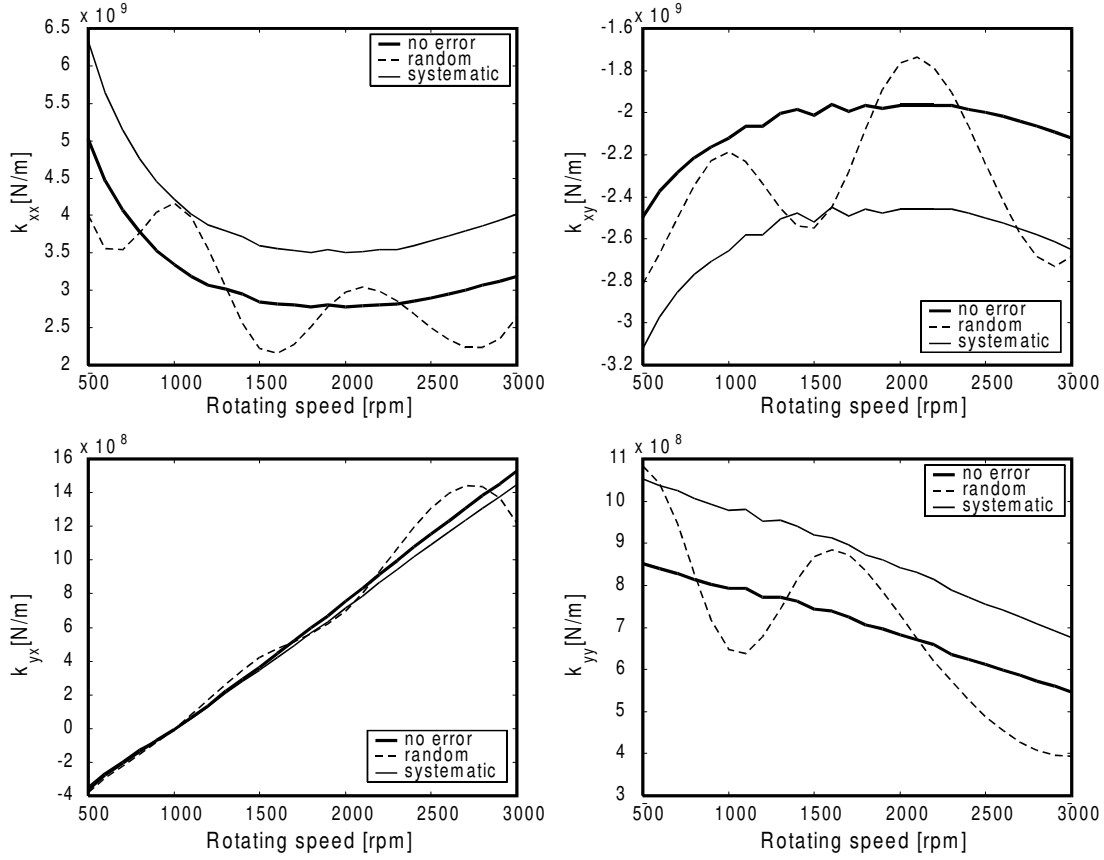 x 10 9
6.5
6
5.5
5
4.5
4
3.5
3
2.5
2
k xx [N/m]
no error
random
systematic
500 1000 1500 2000 2500 3000
Rotating speed [rpm]
x 10 9
-1.6
-1.8
-2
-2.2
-2.4
-2.6
-2.8
-3
-3.2
k xy [N/m]
no error
random
systematic
500 1000 1500 2000 2500 3000
Rotating speed [rpm]
x 10 8
16
14
12
10
8
6
4
2
0
-2
-4
k yx [N/m]
no error
random
systematic
500 1000 1500 2000 2500 3000
Rotating speed [rpm]
x 10 8
11
10
9
8
7
6
5
4
3
k yy [N/m]
no error
random
systematic
500 1000 1500 2000 2500 3000
Rotating speed [rpm]